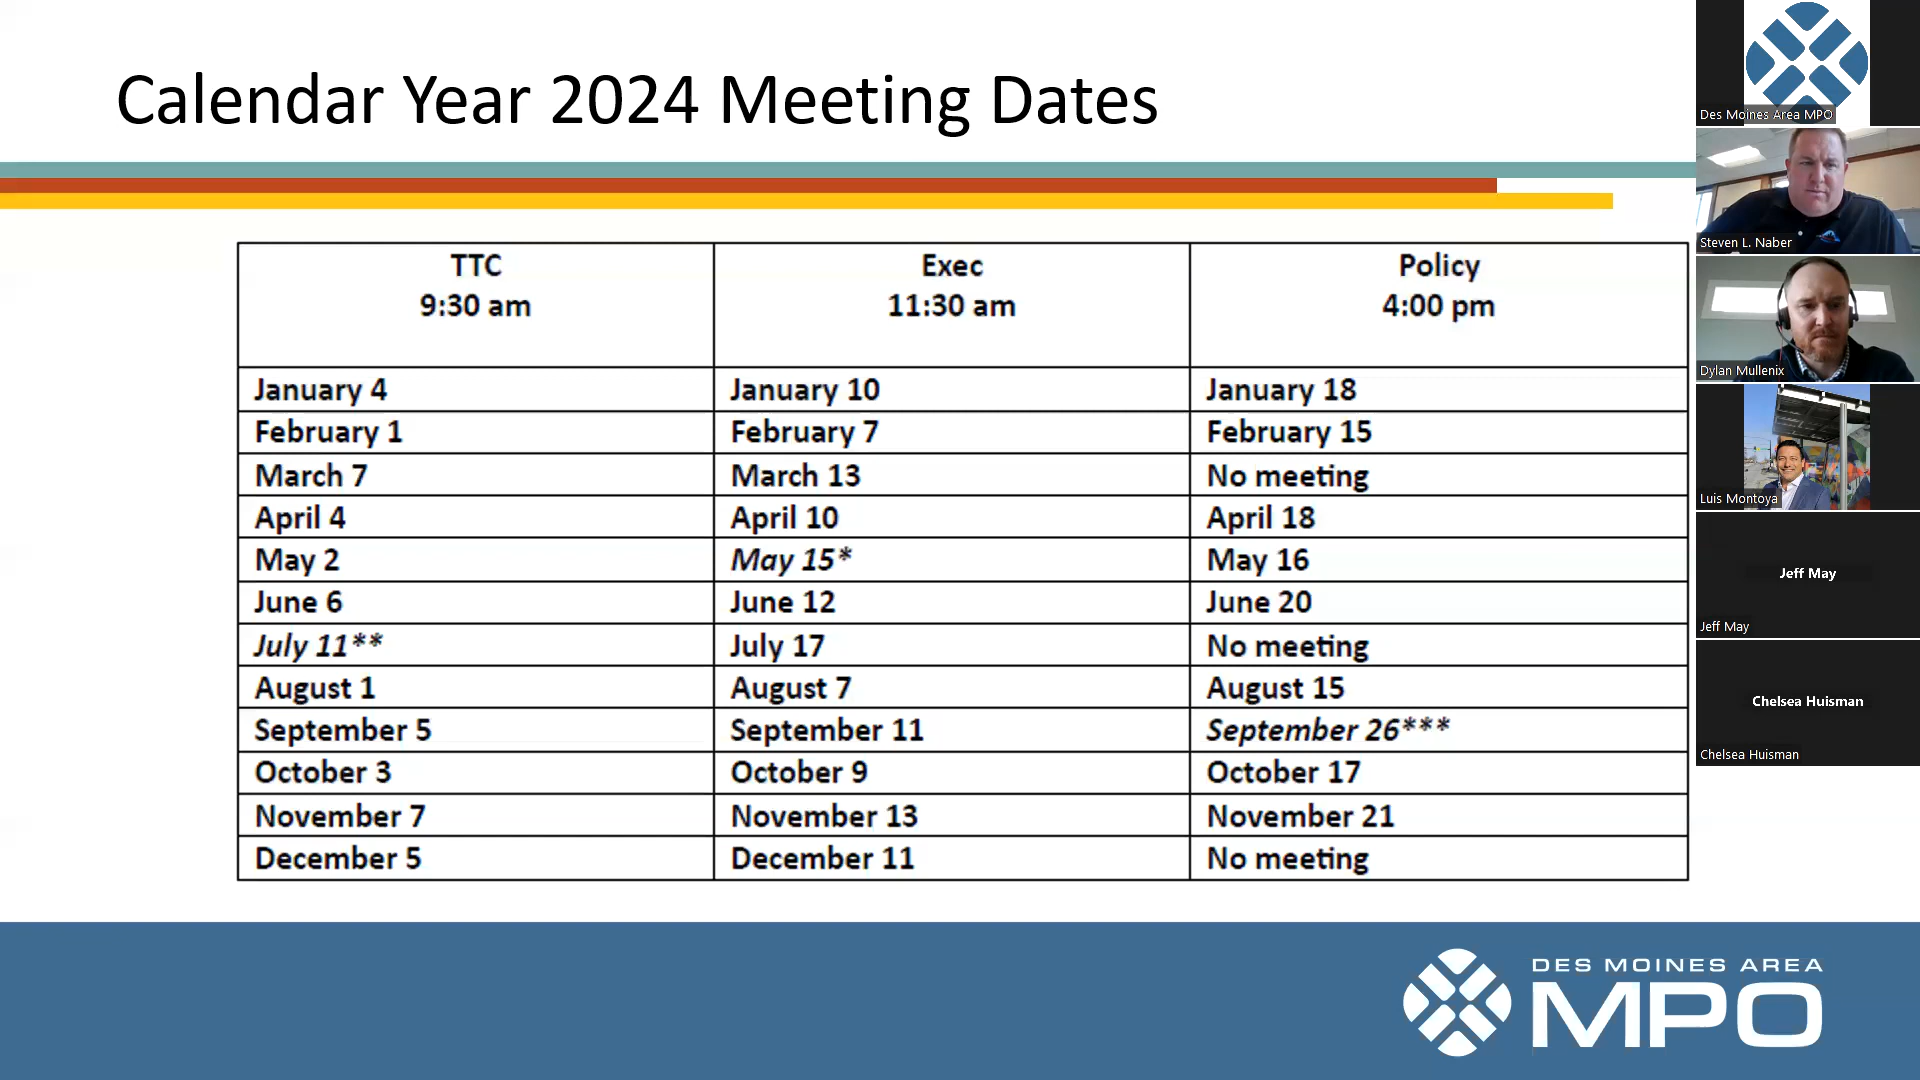 Calendar Year 2024 Meeting Dates
TTC
9:30 am
Exec
11:30 am
Policy
4:00 pm
January 4
January 10
January 18
February 1
February 7
February 15
March 7
March 13
No meeting
April 4
April 10
April 18
May 2
May 15*
May 16
June 6
June 12
June 20
July 11**
July 17
No meeting
August 1
August 7
August 15
September 5
September 11
September 26***
October 3
October 9
October 17
November 7
November 13
November 21
December 5
December 11
No meeting
DES MOINES AREA
MPO
Des Moines Area MPO
Steven L. Naber
Dylan Mullenix
Luis Montoya
Jeff May
Jeff May
Chelsea Huisman
Chelsea Huisman